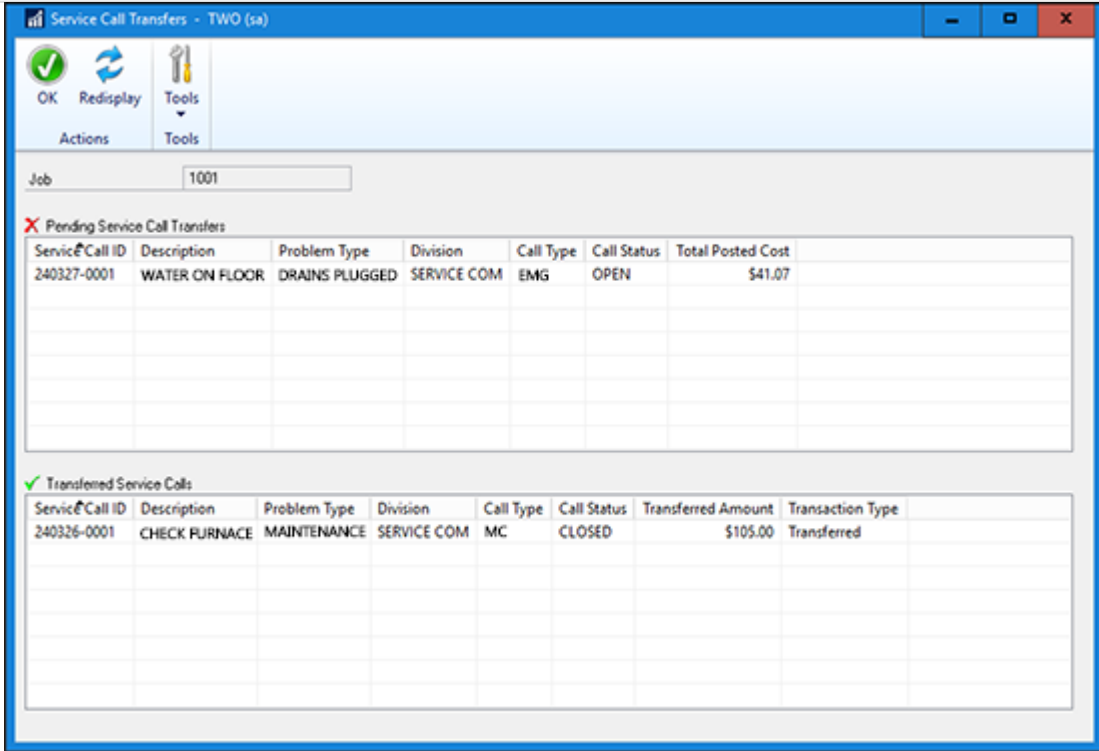 Service Call Transfers - TWO (sa)
OK Redisplay Tools
Actions Tools
Job 1001
Pending Service Call Transfers
Service Call ID Description Problem Type Division Call Type Call Status Total Posted Cost
240327-0001 WATER ON FLOOR DRAINS PLUGGED SERVICE COM EMG OPEN $41.07
Transferred Service Calls
Service Call ID Description Problem Type Division Call Type Call Status Transferred Amount Transaction Type
240326-0001 CHECK FURNACE MAINTENANCE SERVICE COM MC CLOSED $105.00 Transferred